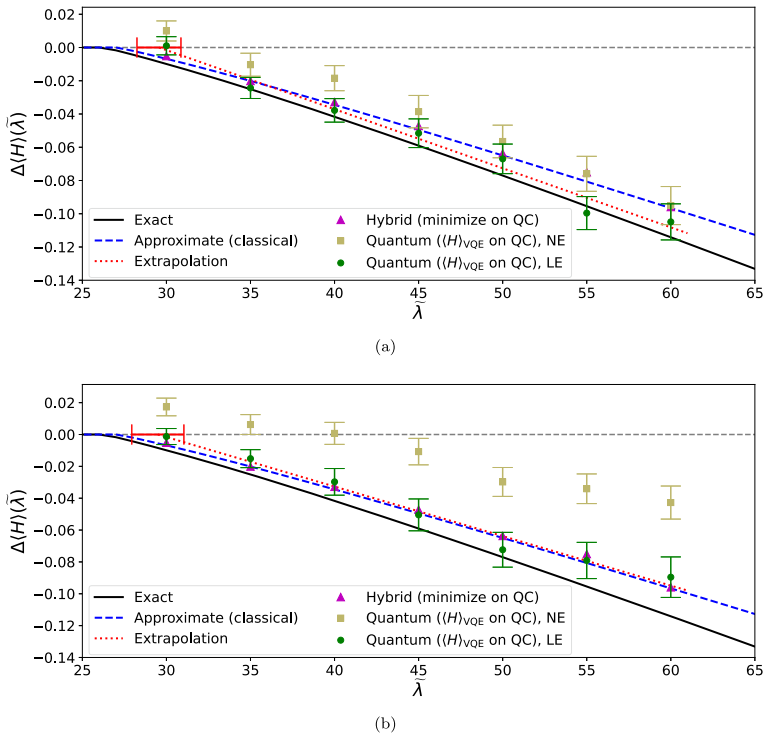 0.02
0.00
−0.02
−0.04
−0.06
−0.08
−0.10
−0.12
−0.14
Δ⟨H⟩(λ̃)
Exact
Approximate (classical)
Extrapolation
Hybrid (minimize on QC)
Quantum (⟨H⟩VQE on QC), NE
Quantum (⟨H⟩VQE on QC), LE
25 30 35 40 45 50 55 60 65
λ̃
(a)
0.02
0.00
−0.02
−0.04
−0.06
−0.08
−0.10
−0.12
−0.14
Δ⟨H⟩(λ̃)
Exact
Approximate (classical)
Extrapolation
Hybrid (minimize on QC)
Quantum (⟨H⟩VQE on QC), NE
Quantum (⟨H⟩VQE on QC), LE
25 30 35 40 45 50 55 60 65
λ̃
(b)